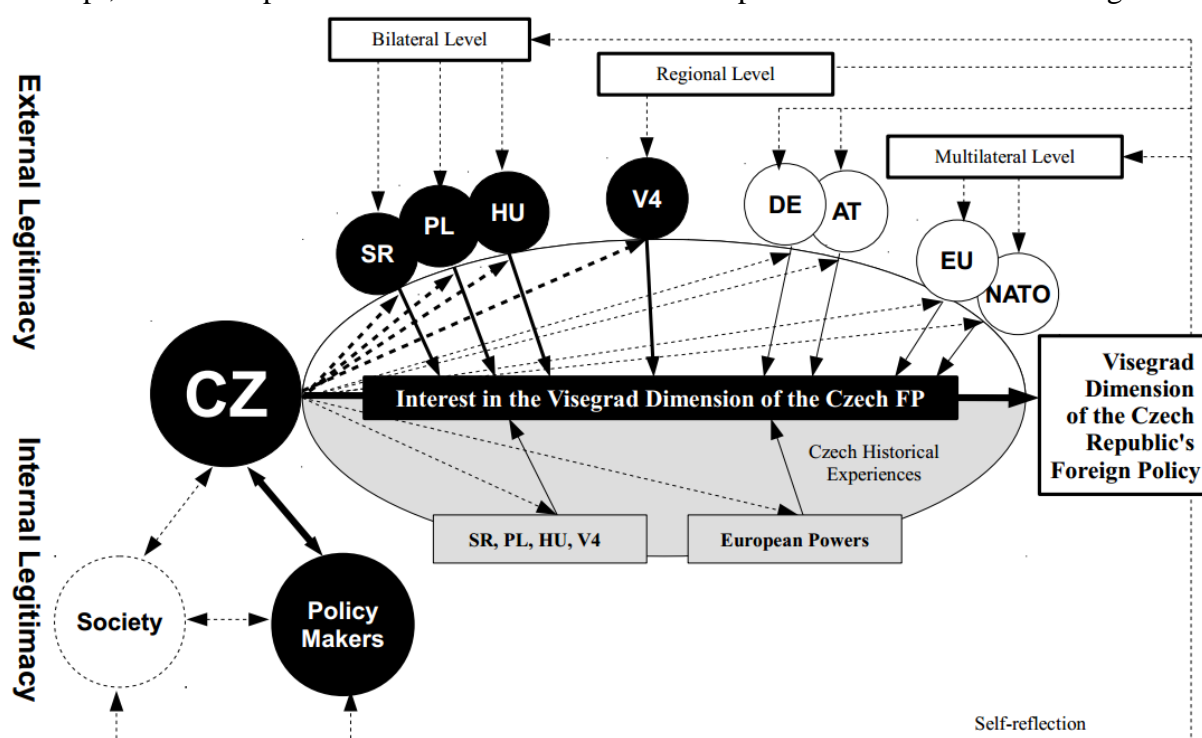 Bilateral Level
Regional Level
Multilateral Level
External Legitimacy
SR
PL
HU
V4
DE
AT
EU
NATO
CZ
Interest in the Visegrad Dimension of the Czech FP
Visegrad
Dimension
of the Czech
Republic's
Foreign Policy
Czech Historical
Experiences
SR, PL, HU, V4
European Powers
Internal Legitimacy
Society
Policy
Makers
Self-reflection